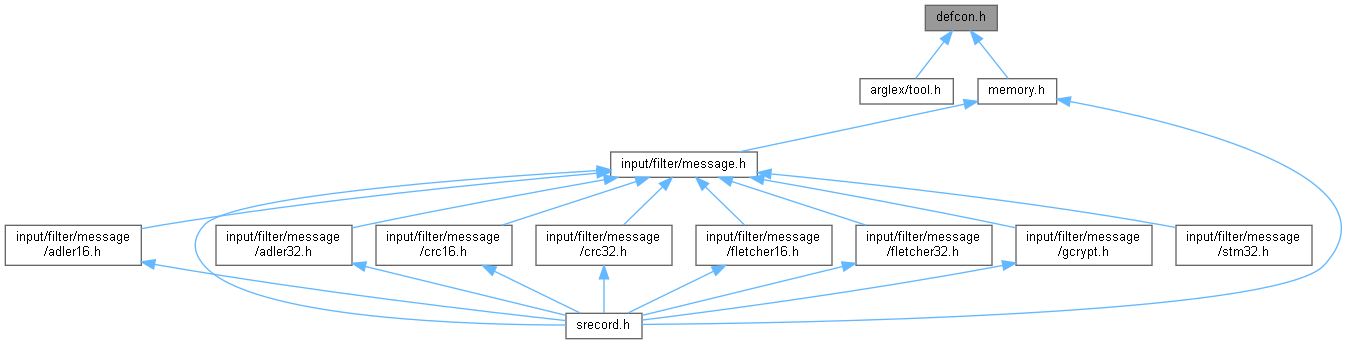 defcon.h
arglex/tool.h
memory.h
input/filter/message.h
input/filter/message
/adler16.h
input/filter/message
/adler32.h
input/filter/message
/crc16.h
input/filter/message
/crc32.h
input/filter/message
/fletcher16.h
input/filter/message
/fletcher32.h
input/filter/message
/gcrypt.h
input/filter/message
/stm32.h
srecord.h